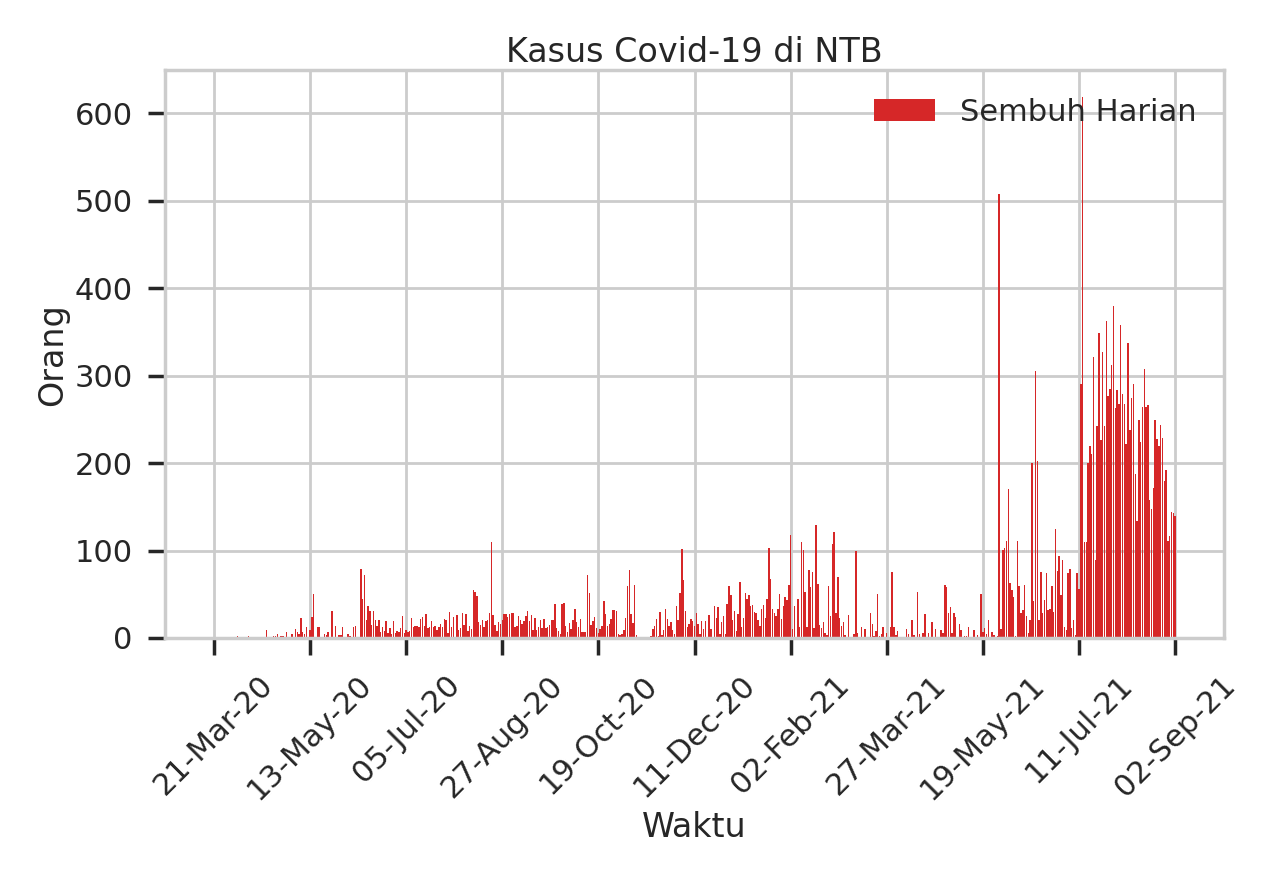 Kasus Covid-19 di NTB
Sembuh Harian
Orang
600
500
400
300
200
100
0
21-Mar-20
13-May-20
05-Jul-20
27-Aug-20
19-Oct-20
11-Dec-20
02-Feb-21
27-Mar-21
19-May-21
11-Jul-21
02-Sep-21
Waktu